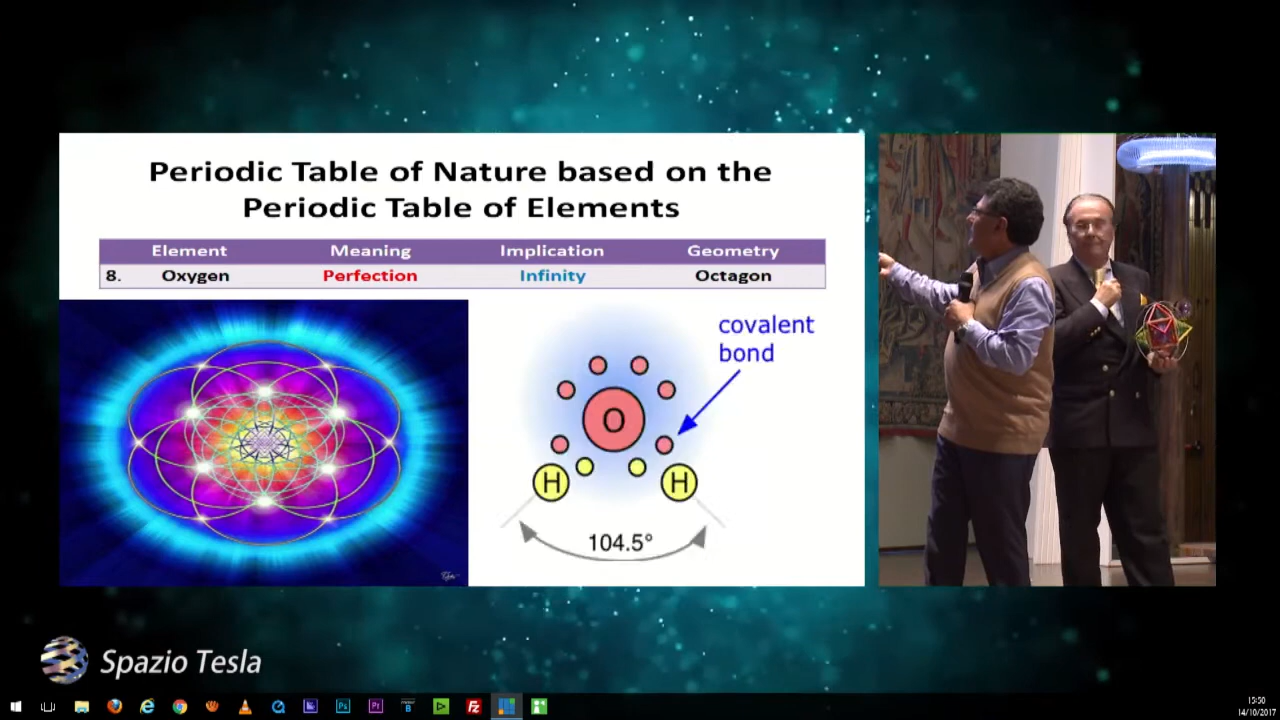 Periodic Table of Nature based on the
Periodic Table of Elements
Element Meaning Implication Geometry
8. Oxygen Perfection Infinity Octagon
covalent
bond
O
H H
104.5°
Spazio Tesla
15:50
14/10/2017